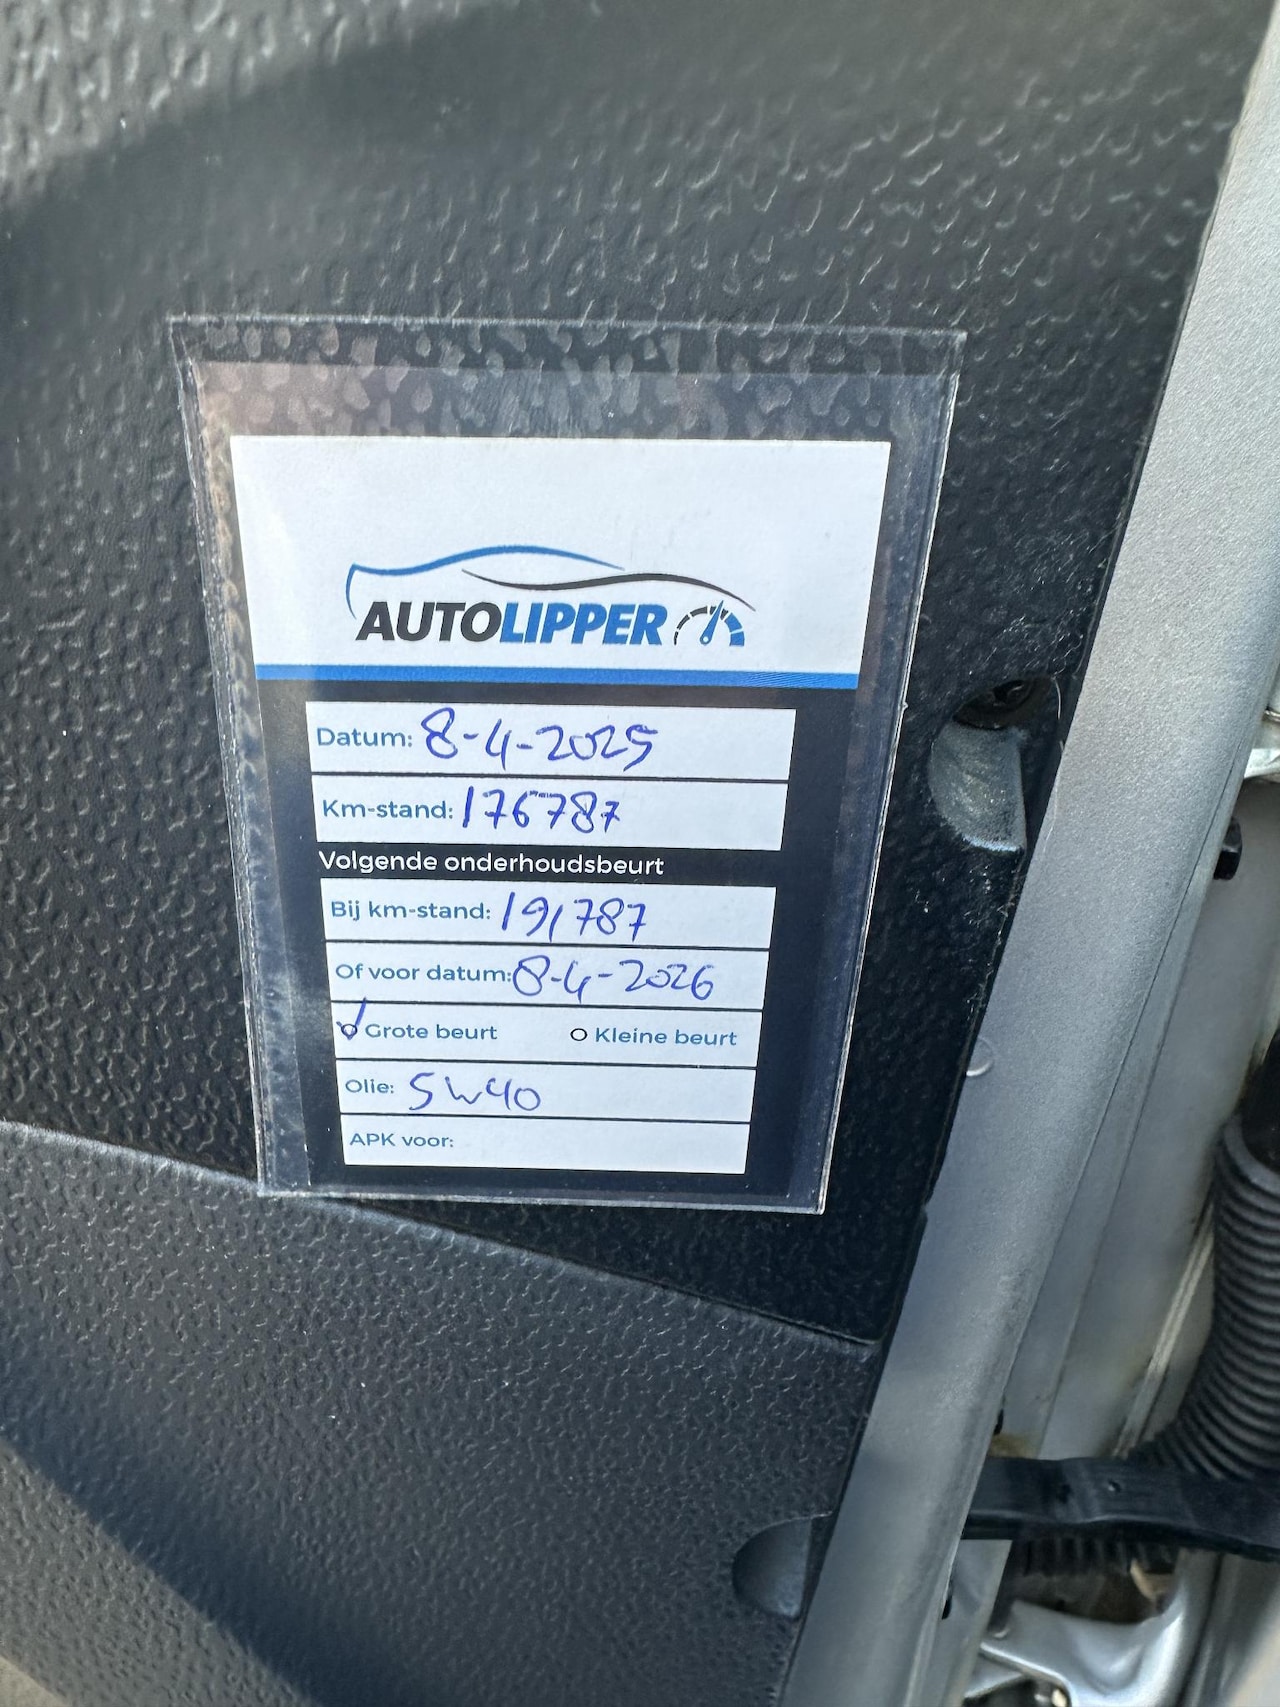 AUTOLIPPER
Datum: 8-4-2025
Km-stand: 176787
Volgende onderhoudsbeurt
Bij km-stand: 191787
Of voor datum: 8-4-2026
Grote beurt Kleine beurt
Olie: 5W40
APK voor: